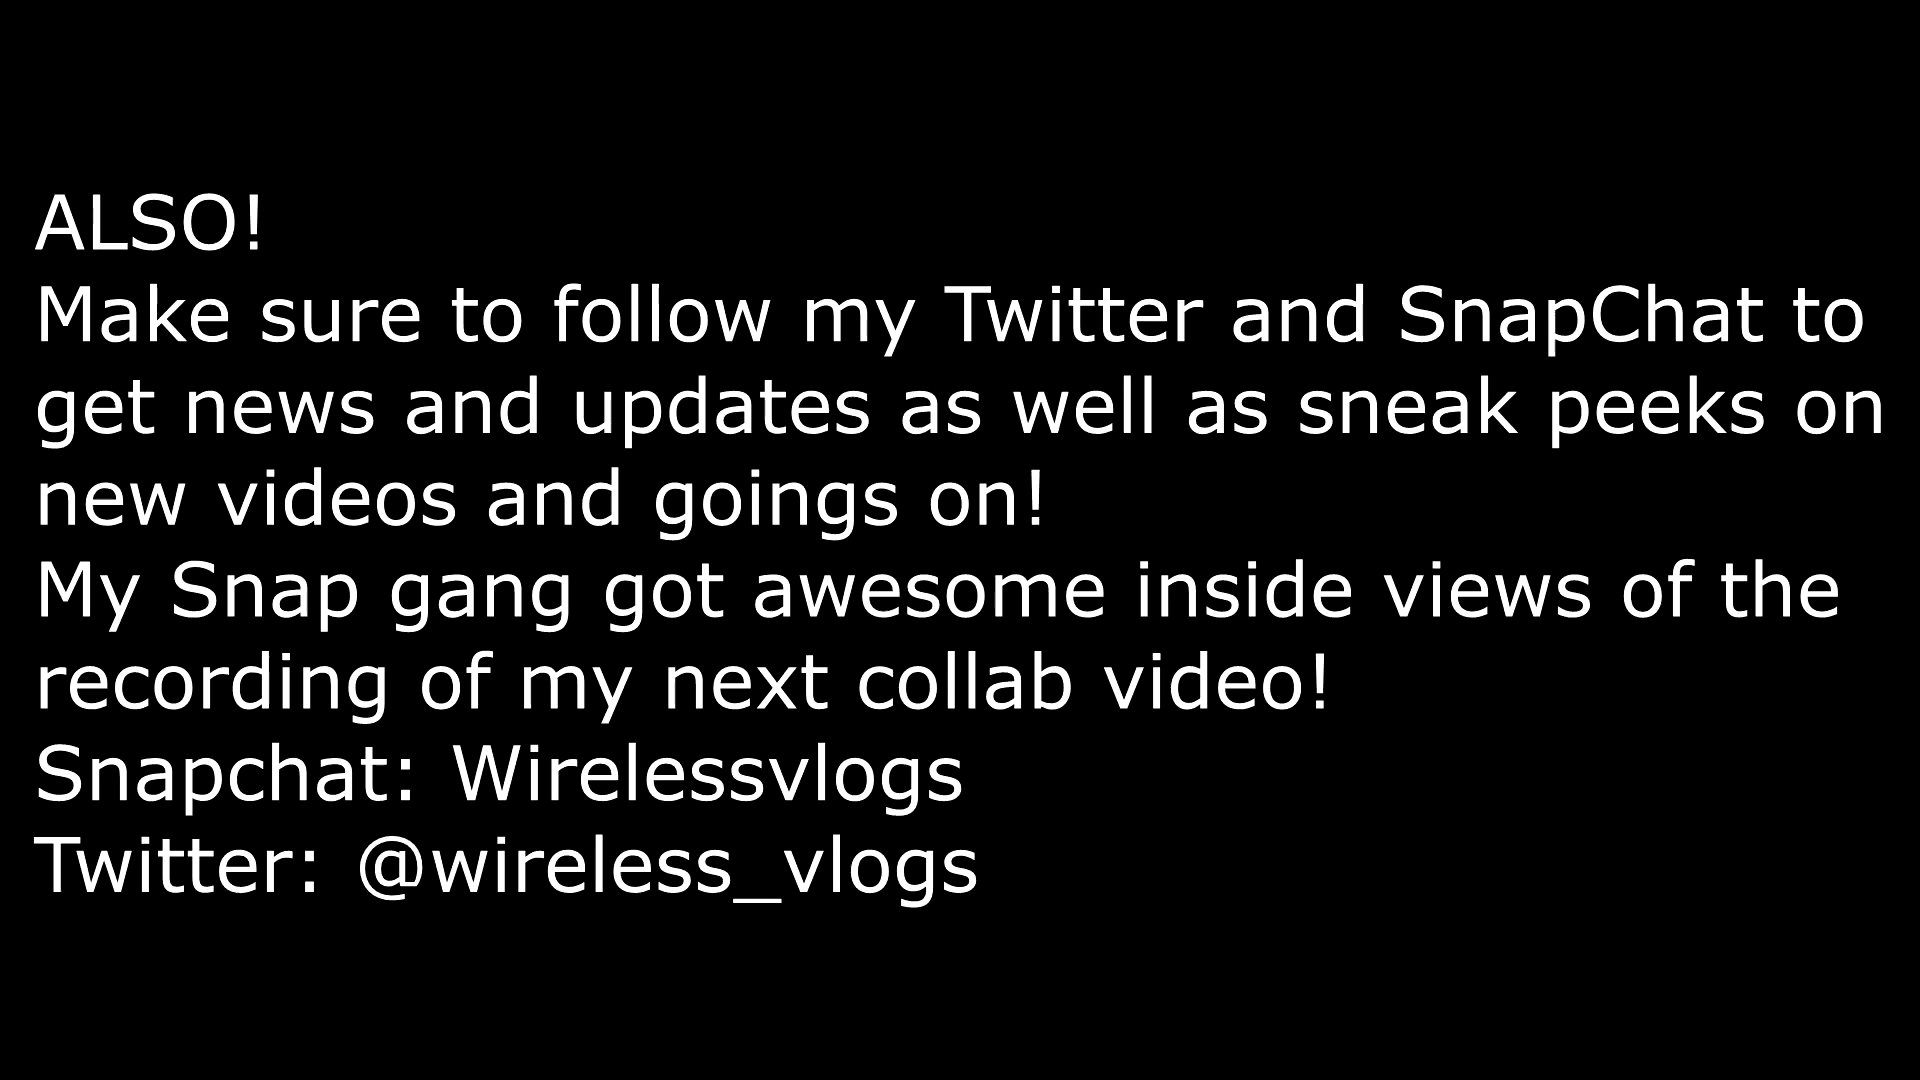 ALSO!
Make sure to follow my Twitter and SnapChat to
get news and updates as well as sneak peeks on
new videos and goings on!
My Snap gang got awesome inside views of the
recording of my next collab video!
Snapchat: Wirelessvlogs
Twitter: @wireless_vlogs